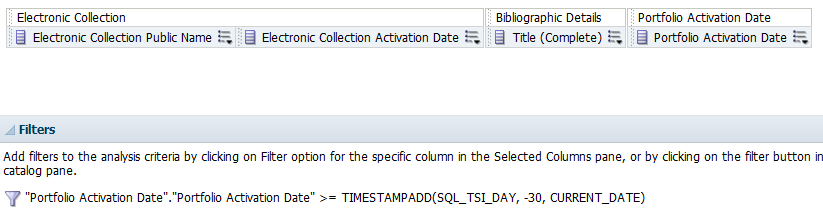 Electronic Collection Bibliographic Details Portfolio Activation Date
Electronic Collection Public Name Electronic Collection Activation Date Title (Complete) Portfolio Activation Date
Filters
Add filters to the analysis criteria by clicking on Filter option for the specific column in the Selected Columns pane, or by clicking on the filter button in
catalog pane.
"Portfolio Activation Date"."Portfolio Activation Date" >= TIMESTAMPADD(SQL_TSI_DAY, -30, CURRENT_DATE)